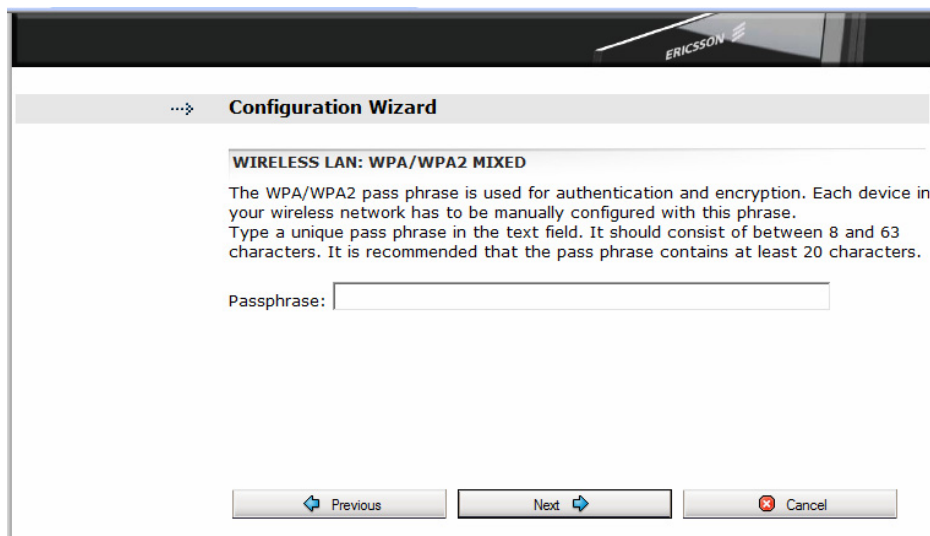 ERICSSON
Configuration Wizard
WIRELESS LAN: WPA/WPA2 MIXED
The WPA/WPA2 pass phrase is used for authentication and encryption. Each device in
your wireless network has to be manually configured with this phrase.
Type a unique pass phrase in the text field. It should consist of between 8 and 63
characters. It is recommended that the pass phrase contains at least 20 characters.
Passphrase:
Previous Next Cancel